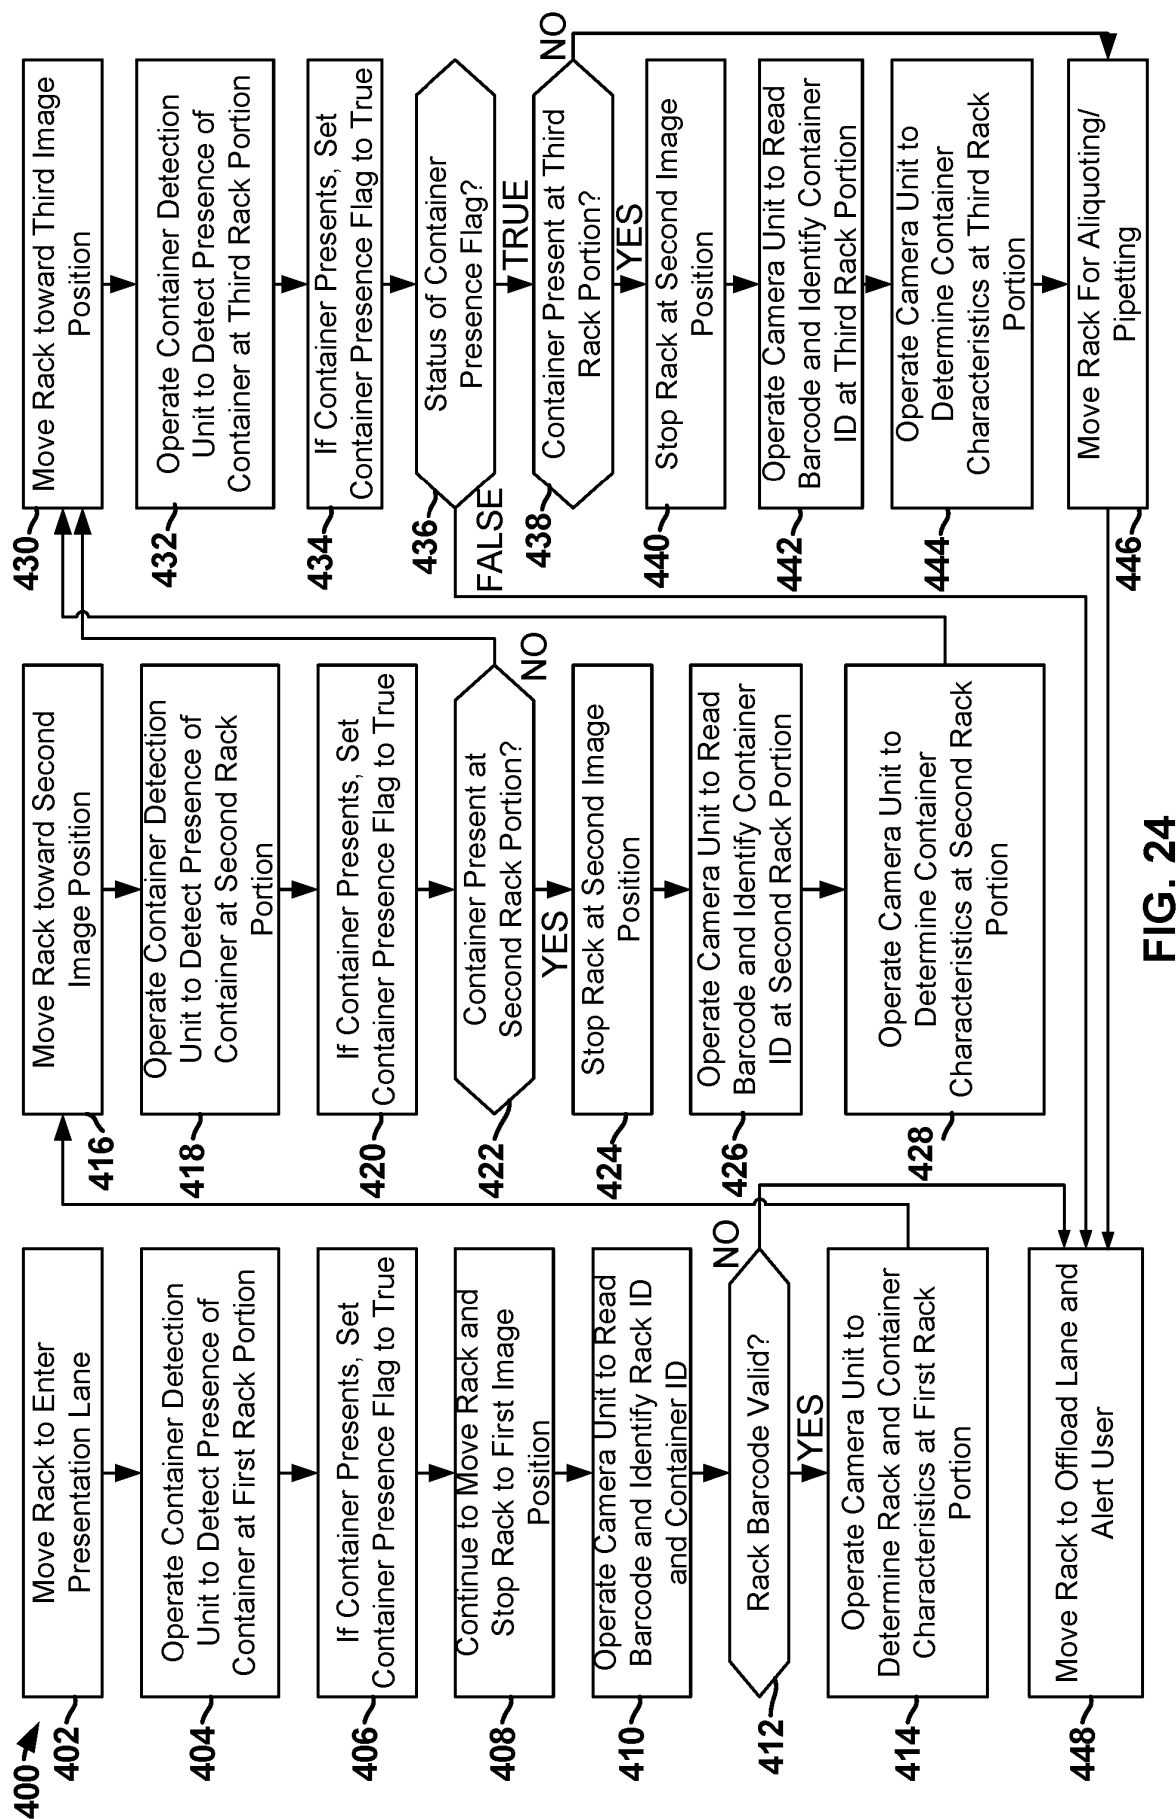 400
402
Move Rack to Enter
Presentation Lane
404
Operate Container Detection
Unit to Detect Presence of
Container at First Rack Portion
406
If Container Presents, Set
Container Presence Flag to True
408
Continue to Move Rack and
Stop Rack to First Image
Position
410
Operate Camera Unit to Read
Barcode and Identify Rack ID
and Container ID
412
Rack Barcode Valid?
NO
YES
414
Operate Camera Unit to
Determine Rack and Container
Characteristics at First Rack
Portion
448
Move Rack to Offload Lane and
Alert User
416
Move Rack toward Second
Image Position
418
Operate Container Detection
Unit to Detect Presence of
Container at Second Rack
Portion
420
If Container Presents, Set
Container Presence Flag to True
422
Container Present at
Second Rack Portion?
NO
YES
424
Stop Rack at Second Image
Position
426
Operate Camera Unit to Read
Barcode and Identify Container
ID at Second Rack Portion
428
Operate Camera Unit to
Determine Container
Characteristics at Second Rack
Portion
430
Move Rack toward Third Image
Position
432
Operate Container Detection
Unit to Detect Presence of
Container at Third Rack Portion
434
If Container Presents, Set
Container Presence Flag to True
436
Status of Container
Presence Flag?
FALSE
TRUE
438
Container Present at Third
Rack Portion?
NO
YES
440
Stop Rack at Second Image
Position
442
Operate Camera Unit to Read
Barcode and Identify Container
ID at Third Rack Portion
444
Operate Camera Unit to
Determine Container
Characteristics at Third Rack
Portion
446
Move Rack For Aliquoting/
Pipetting
FIG. 24